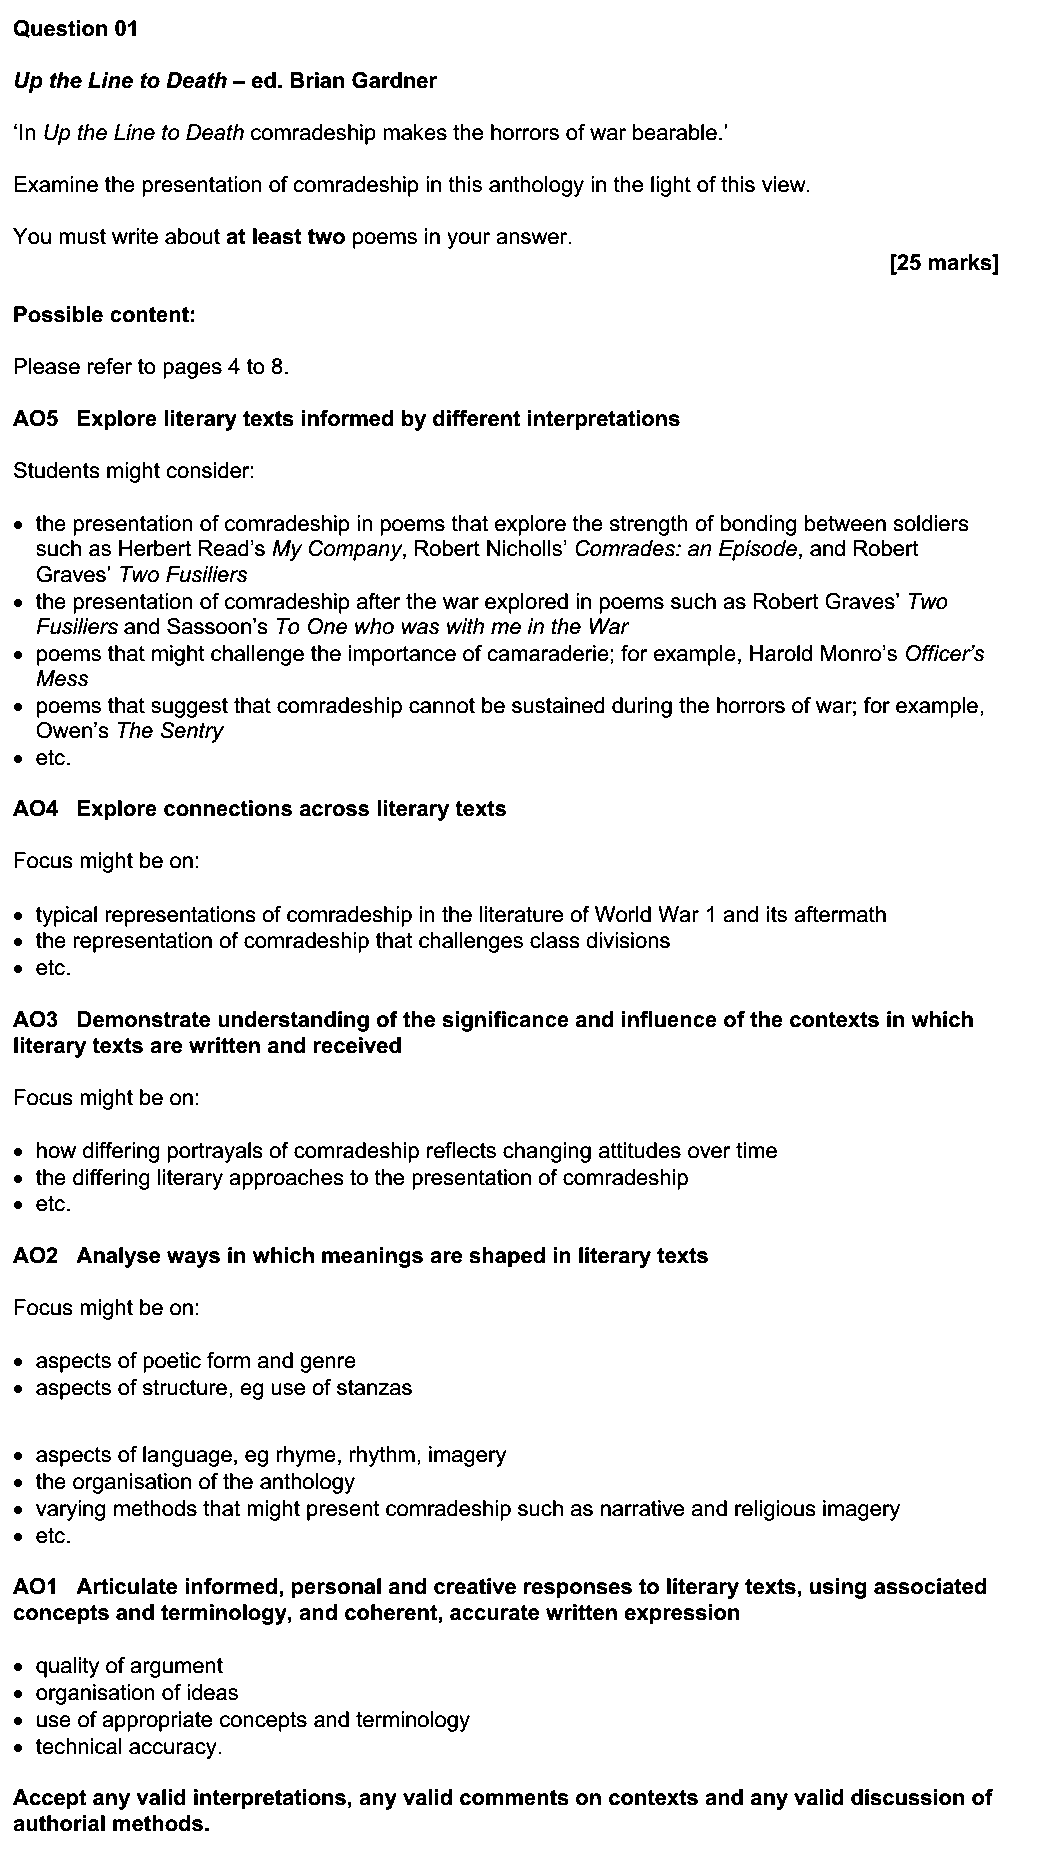 Question 01
Up the Line to Death – ed. Brian Gardner
‘In Up the Line to Death comradeship makes the horrors of war bearable.’
Examine the presentation of comradeship in this anthology in the light of this view.
You must write about at least two poems in your answer.
[25 marks]
Possible content:
Please refer to pages 4 to 8.
AO5 Explore literary texts informed by different interpretations
Students might consider:
• the presentation of comradeship in poems that explore the strength of bonding between soldiers
such as Herbert Read’s My Company, Robert Nicholls’ Comrades: an Episode, and Robert
Graves’ Two Fusiliers
• the presentation of comradeship after the war explored in poems such as Robert Graves’ Two
Fusiliers and Sassoon’s To One who was with me in the War
• poems that might challenge the importance of camaraderie; for example, Harold Monro’s Officer’s
Mess
• poems that suggest that comradeship cannot be sustained during the horrors of war; for example,
Owen’s The Sentry
• etc.
AO4 Explore connections across literary texts
Focus might be on:
• typical representations of comradeship in the literature of World War 1 and its aftermath
• the representation of comradeship that challenges class divisions
• etc.
AO3 Demonstrate understanding of the significance and influence of the contexts in which
literary texts are written and received
Focus might be on:
• how differing portrayals of comradeship reflects changing attitudes over time
• the differing literary approaches to the presentation of comradeship
• etc.
AO2 Analyse ways in which meanings are shaped in literary texts
Focus might be on:
• aspects of poetic form and genre
• aspects of structure, eg use of stanzas
• aspects of language, eg rhyme, rhythm, imagery
• the organisation of the anthology
• varying methods that might present comradeship such as narrative and religious imagery
• etc.
AO1 Articulate informed, personal and creative responses to literary texts, using associated
concepts and terminology, and coherent, accurate written expression
• quality of argument
• organisation of ideas
• use of appropriate concepts and terminology
• technical accuracy.
Accept any valid interpretations, any valid comments on contexts and any valid discussion of
authorial methods.